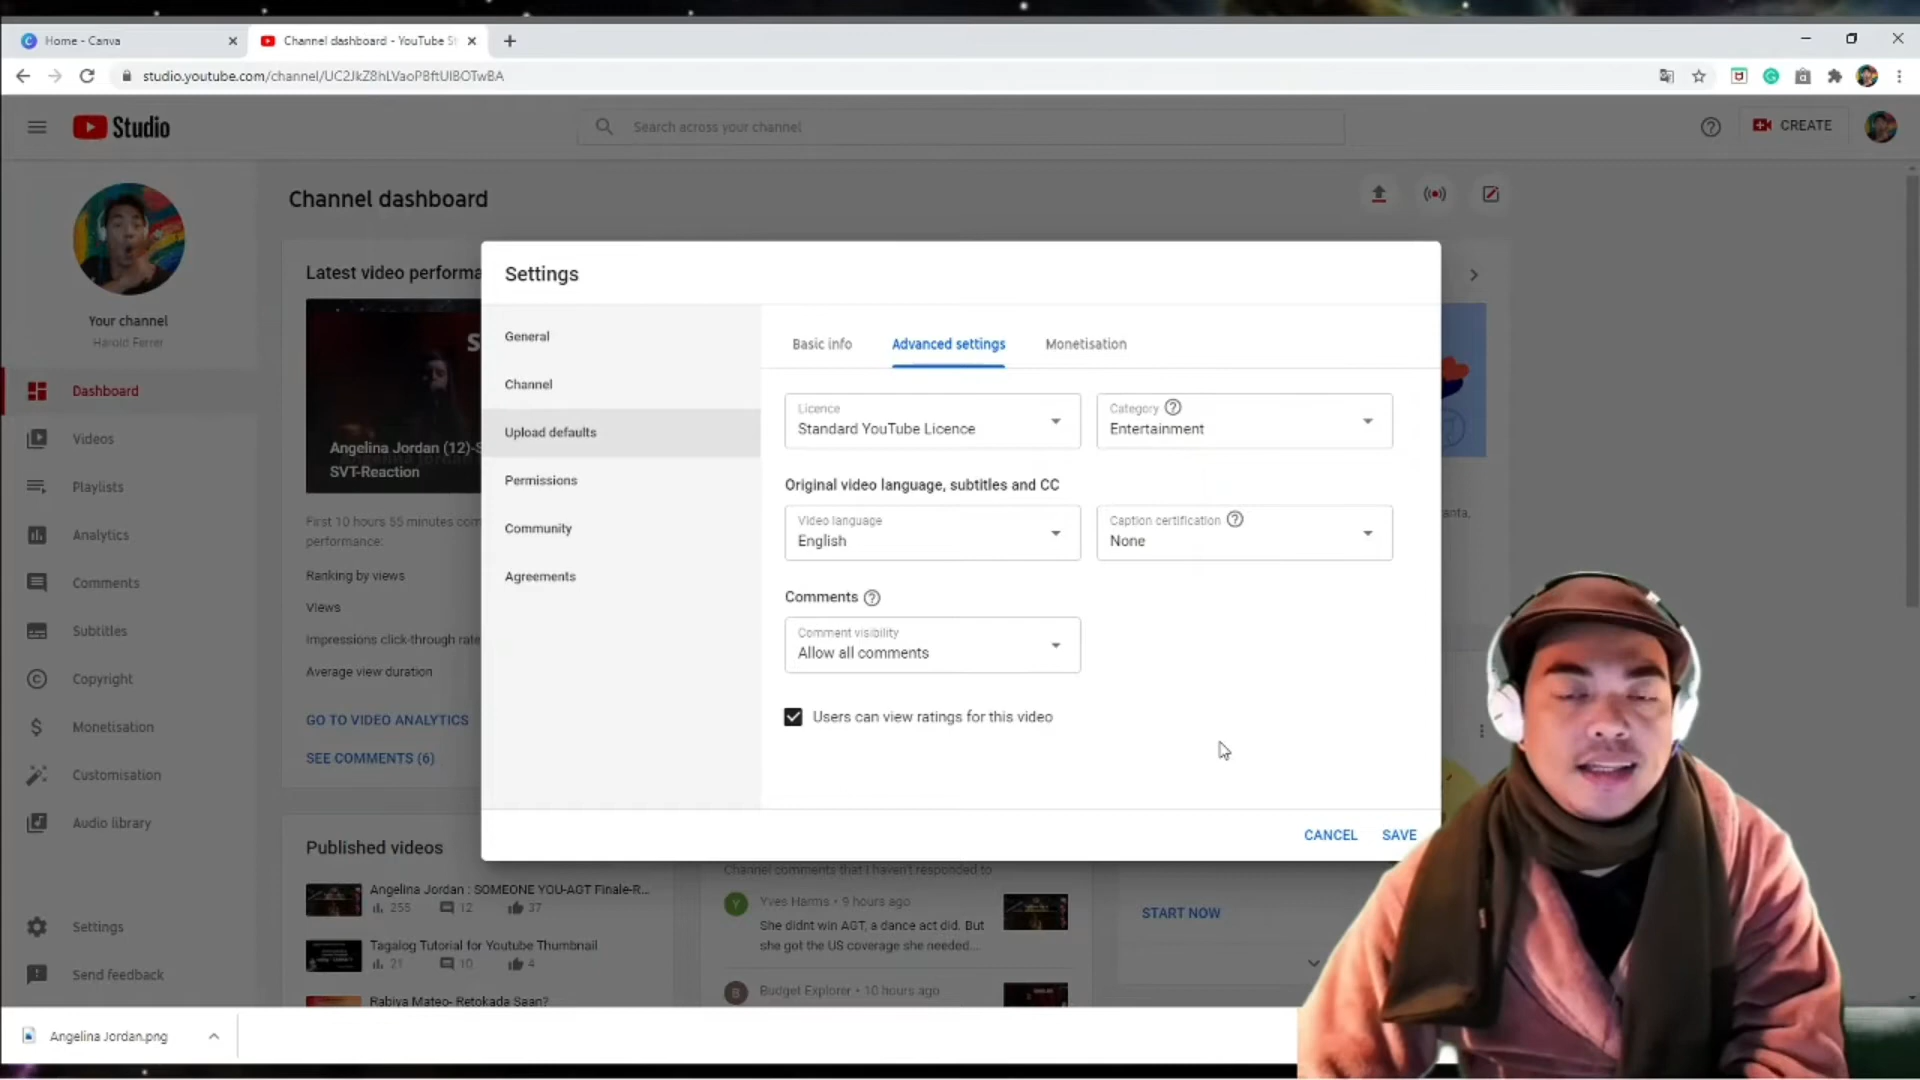 Home - Canva
Channel dashboard - YouTube St
studio.youtube.com/channel/UC2JkZ8hLVaoP8ftUIBOTwBA
Studio
Search across your channel
CREATE
Channel dashboard
Your channel
Harold Ferrer
Dashboard
Videos
Playlists
Analytics
Comments
Subtitles
Copyright
Monetisation
Customisation
Audio library
Settings
Send feedback
Latest video performa
Angelina Jordan (12)-S
SVT-Reaction
First 10 hours 55 minutes com
performance:
Ranking by views
Views
Impressions click-through rate
Average view duration
GO TO VIDEO ANALYTICS
SEE COMMENTS (6)
Published videos
Angelina Jordan : SOMEONE YOU-AGT Finale-R...
255 12 37
Tagalog Tutorial for Youtube Thumbnail
21 10 4
Rabiya Mateo- Retokada Saan?
Settings
General
Channel
Upload defaults
Permissions
Community
Agreements
Basic info
Advanced settings
Monetisation
Licence
Standard YouTube Licence
Category
Entertainment
Original video language, subtitles and CC
Video language
English
Caption certification
None
Comments
Comment visibility
Allow all comments
Users can view ratings for this video
CANCEL
SAVE
Channel comments that I haven't responded to
Y
Yves Harms • 9 hours ago
She didnt win AGT, a dance act did. But
she got the US coverage she needed...
B
Budget Explorer • 10 hours ago
anta,
START NOW
Angelina Jordan.png